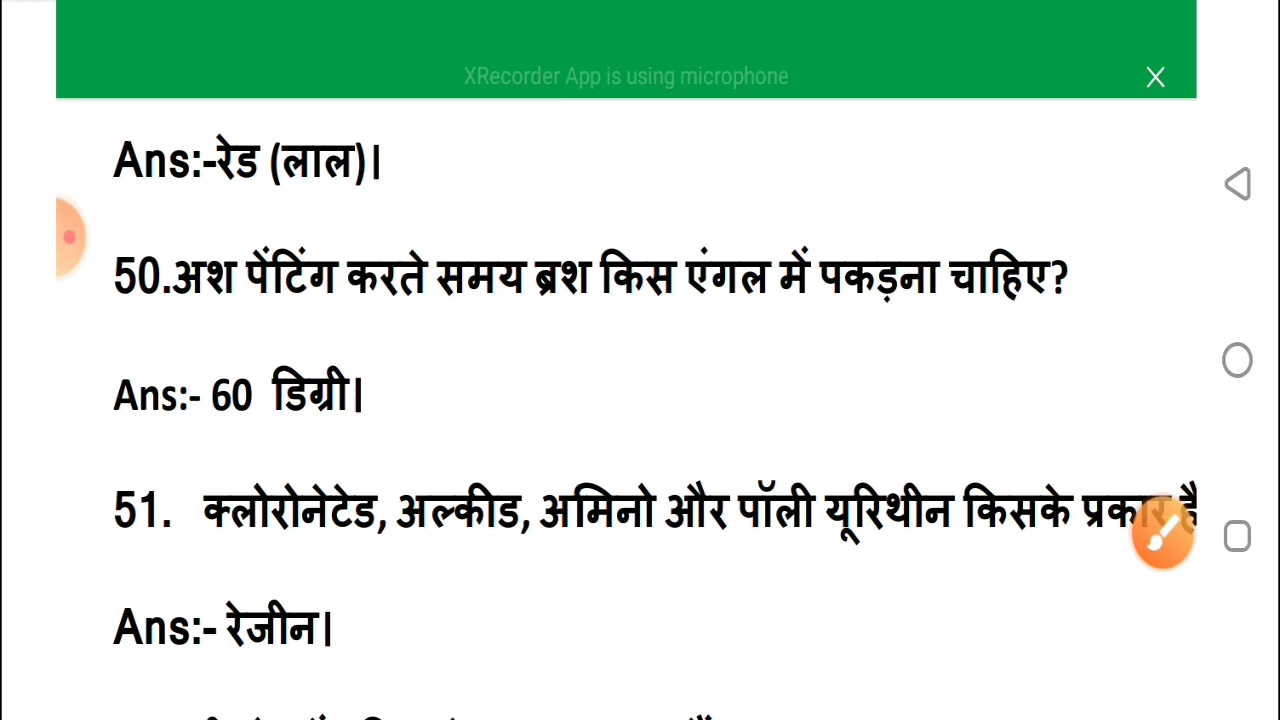 XRecorder App is using microphone
Ans:-रेड (लाल)।
50.अश पेंटिंग करते समय ब्रश किस एंगल में पकड़ना चाहिए?
Ans:- 60 डिग्री।
51. क्लोरोनेटेड, अल्कीड, अमिनो और पॉली यूरिथीन किसके प्रकार
Ans:- रेजीन।